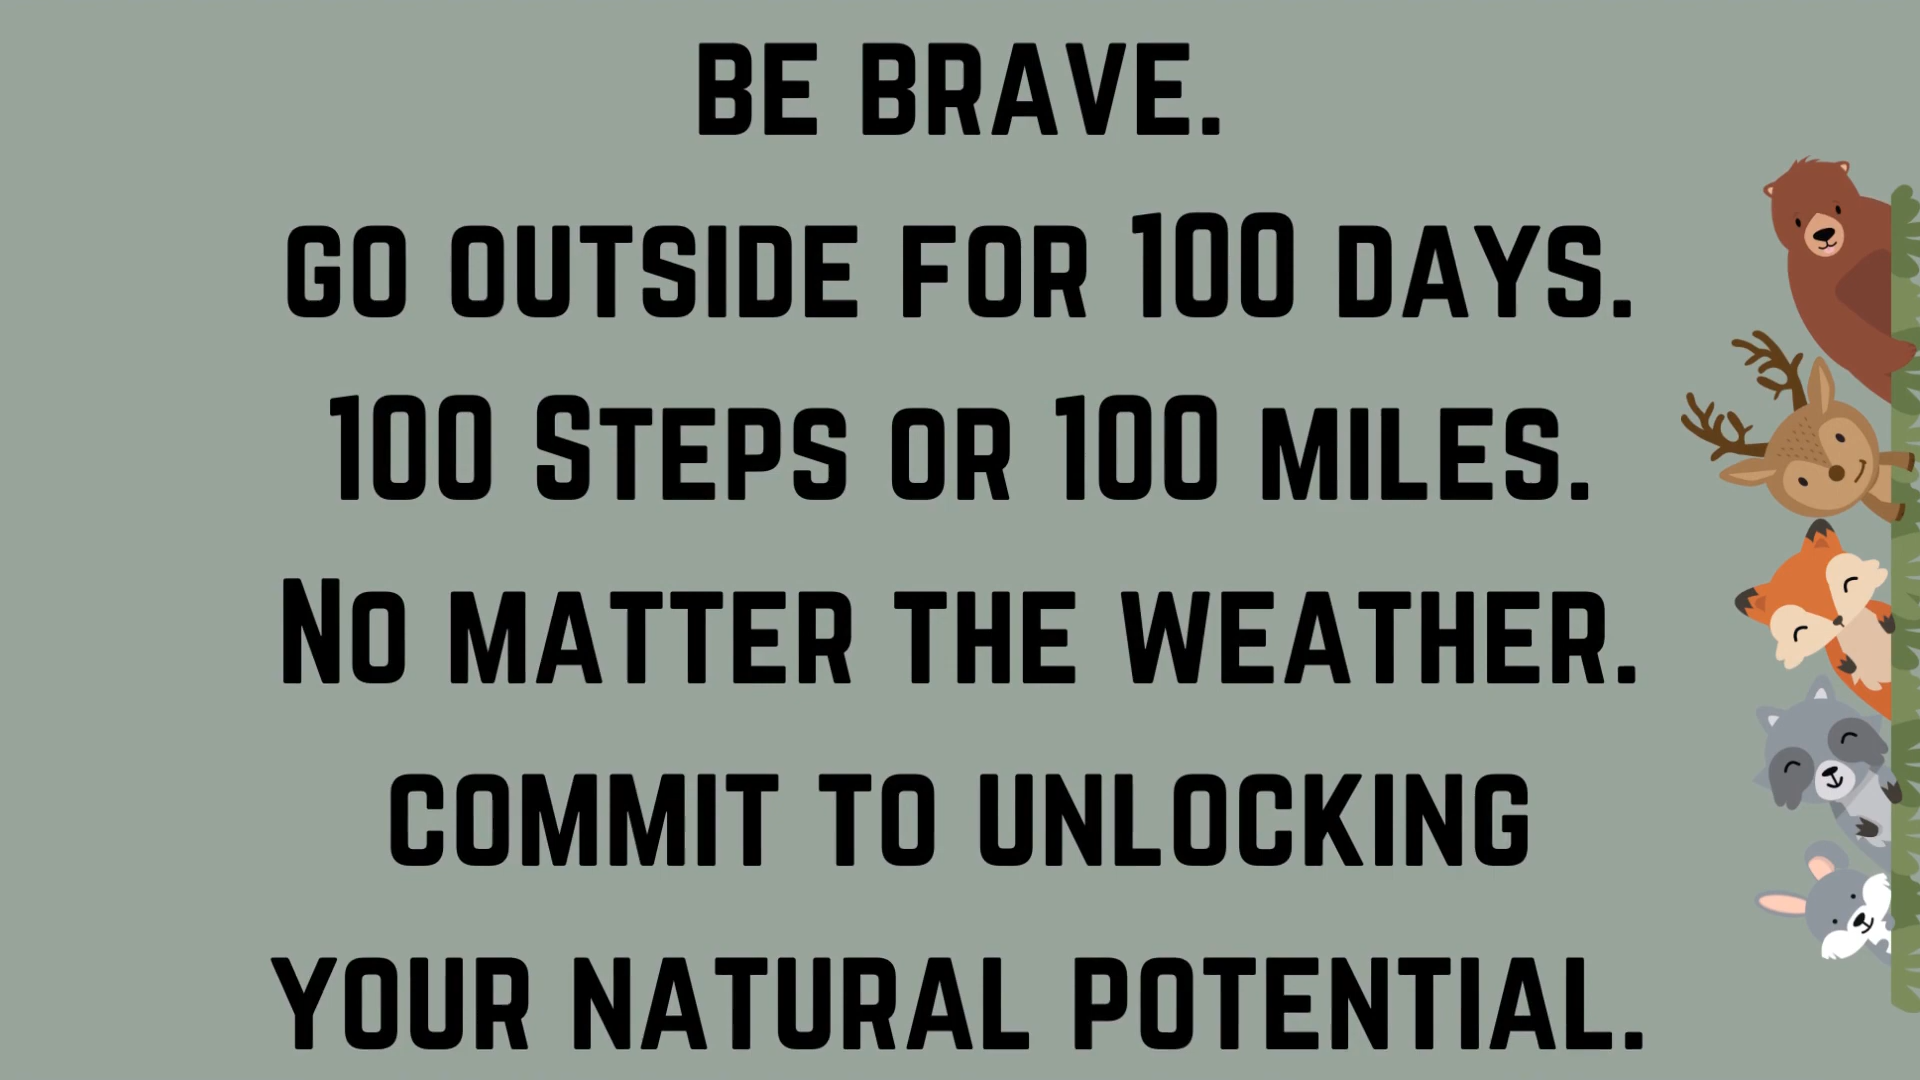 BE BRAVE.
GO OUTSIDE FOR 100 DAYS.
100 STEPS OR 100 MILES.
NO MATTER THE WEATHER.
COMMIT TO UNLOCKING
YOUR NATURAL POTENTIAL.